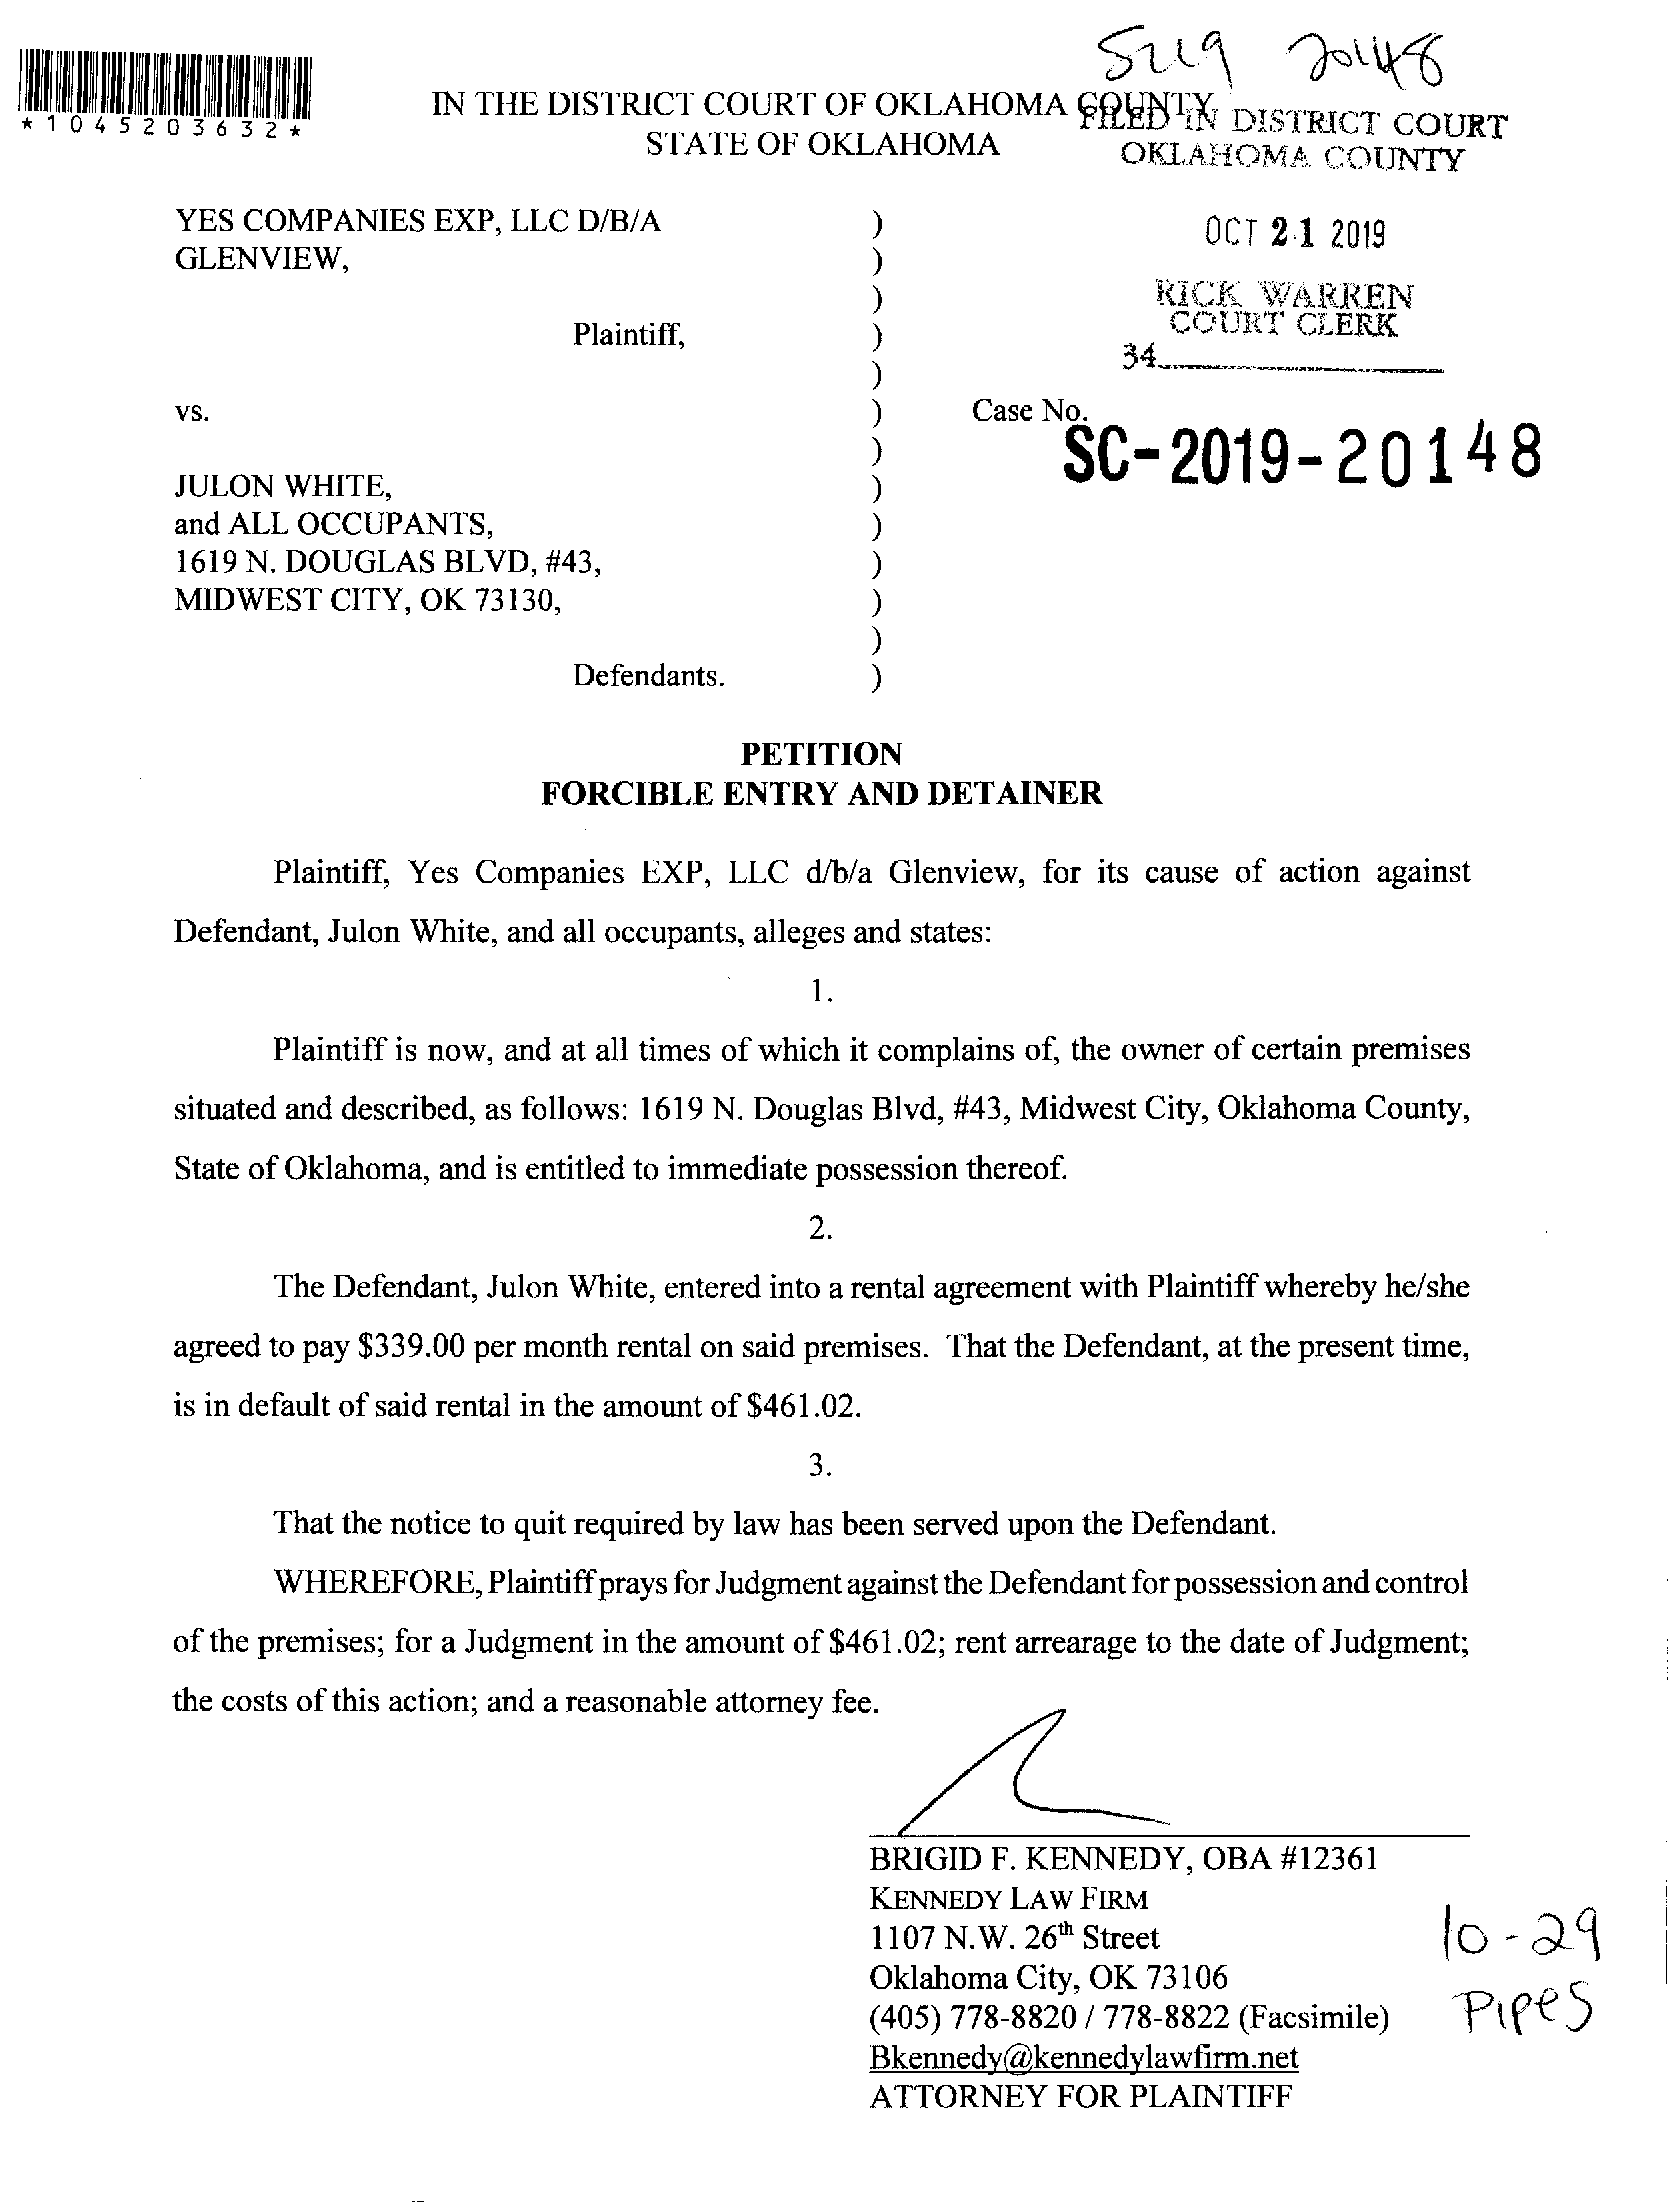 *1045203632*
Sc19 20148
IN THE DISTRICT COURT OF OKLAHOMA COUNTY
STATE OF OKLAHOMA
FILED IN DISTRICT COURT
OKLAHOMA COUNTY
OCT 21 2019
RICK WARREN
COURT CLERK
34
YES COMPANIES EXP, LLC D/B/A )
GLENVIEW, )
)
Plaintiff, )
)
vs. ) Case No.
) SC-2019-20148
JULON WHITE, )
and ALL OCCUPANTS, )
1619 N. DOUGLAS BLVD, #43, )
MIDWEST CITY, OK 73130, )
)
Defendants. )
PETITION
FORCIBLE ENTRY AND DETAINER
Plaintiff, Yes Companies EXP, LLC d/b/a Glenview, for its cause of action against
Defendant, Julon White, and all occupants, alleges and states:
1.
Plaintiff is now, and at all times of which it complains of, the owner of certain premises
situated and described, as follows: 1619 N. Douglas Blvd, #43, Midwest City, Oklahoma County,
State of Oklahoma, and is entitled to immediate possession thereof.
2.
The Defendant, Julon White, entered into a rental agreement with Plaintiff whereby he/she
agreed to pay $339.00 per month rental on said premises. That the Defendant, at the present time,
is in default of said rental in the amount of $461.02.
3.
That the notice to quit required by law has been served upon the Defendant.
WHEREFORE, Plaintiff prays for Judgment against the Defendant for possession and control
of the premises; for a Judgment in the amount of $461.02; rent arrearage to the date of Judgment;
the costs of this action; and a reasonable attorney fee.
BRIGID F. KENNEDY, OBA #12361
KENNEDY LAW FIRM
1107 N.W. 26th Street
Oklahoma City, OK 73106
(405) 778-8820 / 778-8822 (Facsimile)
Bkennedy@kennedylawfirm.net
ATTORNEY FOR PLAINTIFF
10-29
Pipes